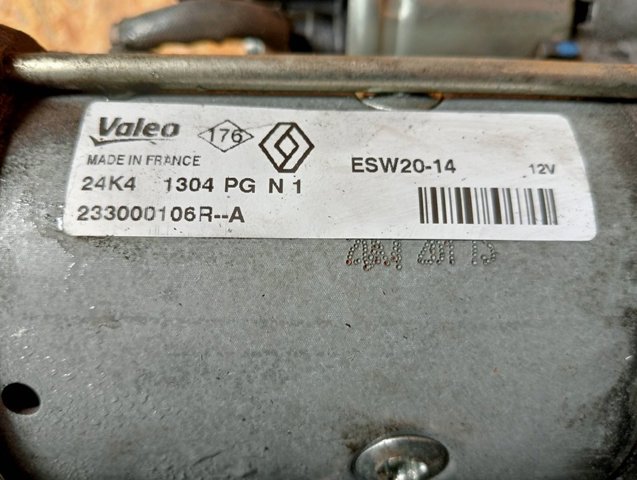 Valeo 176 ESW20-14 12V
MADE IN FRANCE
24K4 1304 PG N 1
233000106R--A